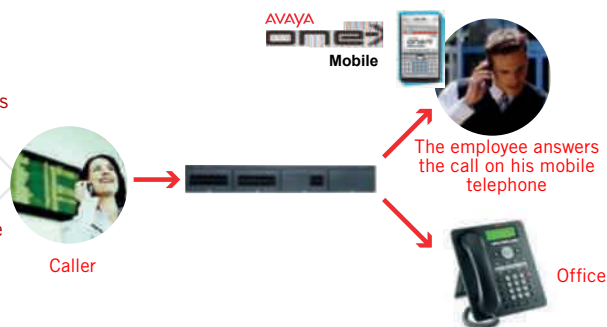 AVAYA
one
Mobile
s
The employee answers
the call on his mobile
telephone
e
Caller
Office